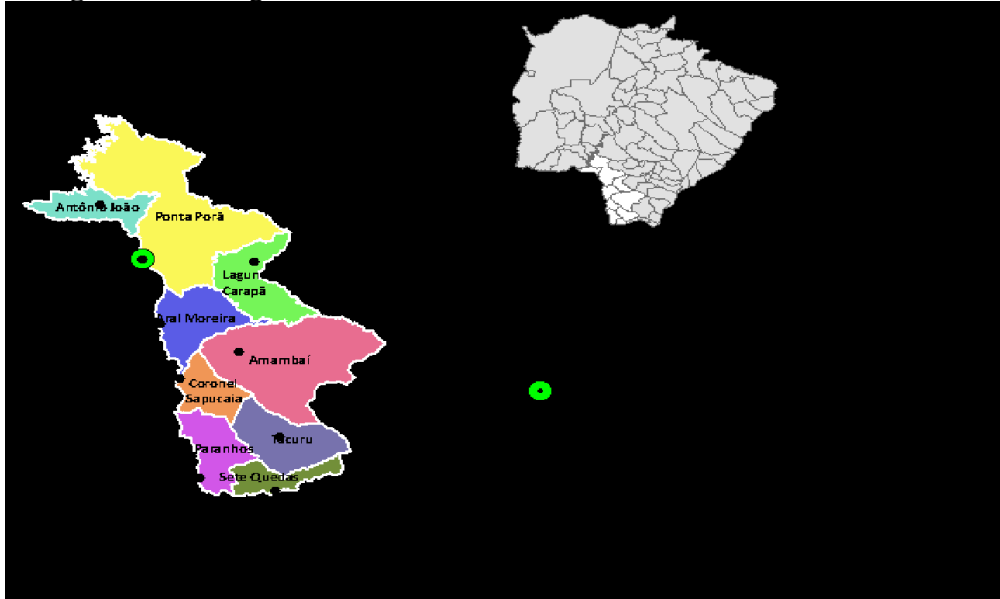 Antônio João
Ponta Porã
Laguna
Carapã
Aral Moreira
Amambaí
Coronel
Sapucaia
Tacuru
Paranhos
Sete Quedas